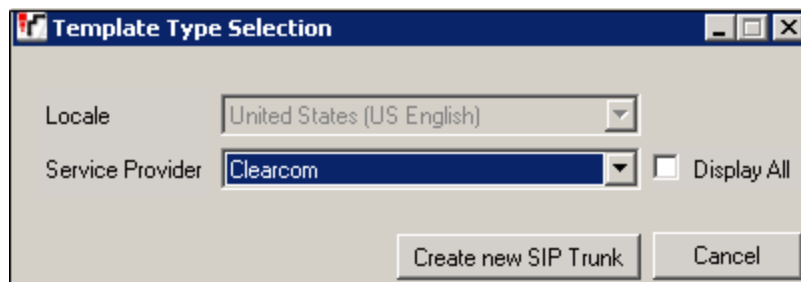 Template Type Selection
Locale United States (US English)
Service Provider Clearcom Display All
Create new SIP Trunk Cancel